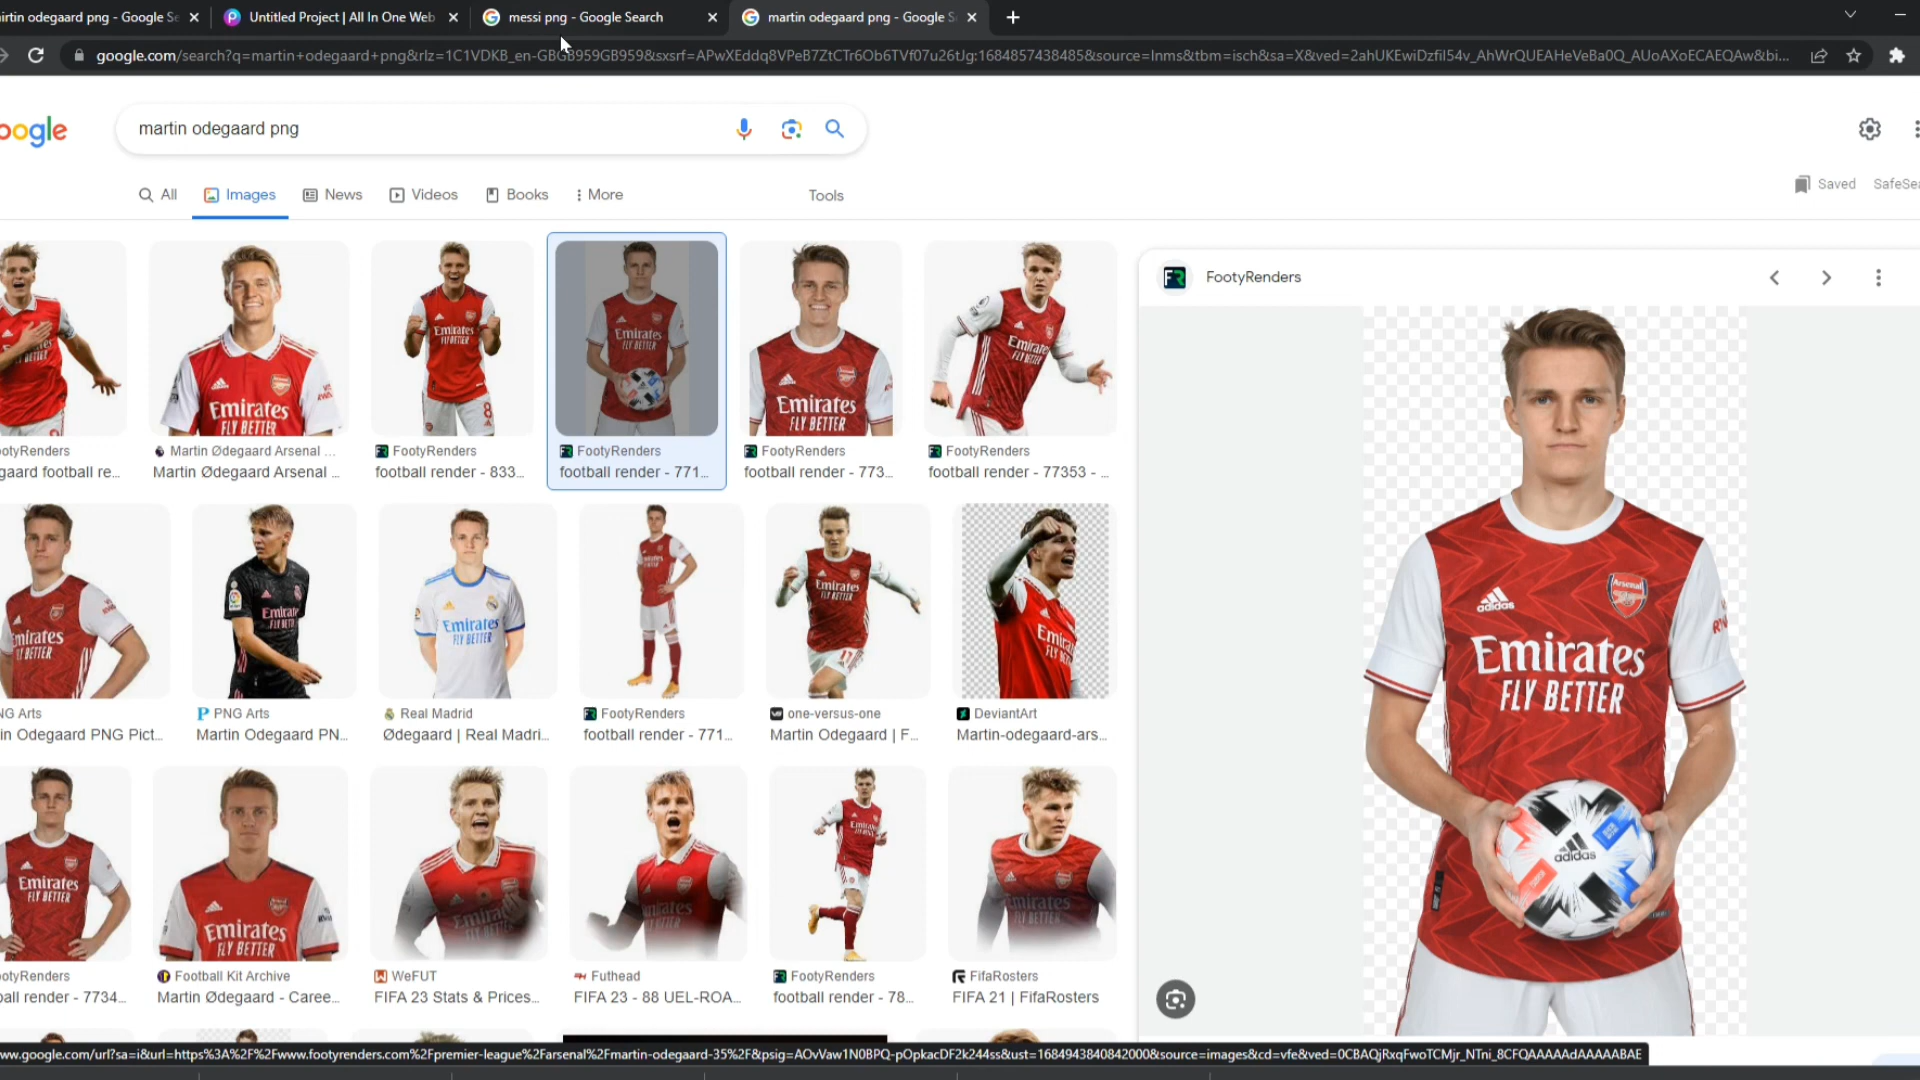 irtin odegaard png - Google Se
Untitled Project | All In One Web
messi png - Google Search
martin odegaard png - Google S
google.com/search?q=martin+odegaard+png&rlz=1C1VDKB_en-GBGB959GB959&sxsrf=APwXEddq8VPeB7ZtCTr6Ob6TVf07u26tJg:1684857438485&source=lnms&tbm=isch&sa=X&ved=2ahUKEwiDzfil54v_AhWrQUEAHeVeBa0Q_AUoAXoECAEQAw&bi...
oogle
martin odegaard png
All
Images
News
Videos
Books
More
Tools
Saved
SafeSea
FootyRenders
otyRenders
Martin Ødegaard Arsenal ...
FootyRenders
FootyRenders
FootyRenders
FootyRenders
gaard football re...
Martin Ødegaard Arsenal ...
football render - 833...
football render - 771...
football render - 773...
football render - 77353 - ...
NG Arts
PNG Arts
Real Madrid
FootyRenders
one-versus-one
DeviantArt
in Odegaard PNG Pict...
Martin Odegaard PN...
Ødegaard | Real Madri...
football render - 771...
Martin Odegaard | F...
Martin-odegaard-ars...
otyRenders
Football Kit Archive
WeFUT
Futhead
FootyRenders
FifaRosters
ball render - 7734...
Martin Ødegaard - Caree...
FIFA 23 Stats & Prices...
FIFA 23 - 88 UEL-ROA...
football render - 78...
FIFA 21 | FifaRosters
adidas
Arsenal
Emirates
FLY BETTER
adidas
ww.google.com/url?sa=i&url=https%3A%2F%2Fwww.footyrenders.com%2Fpremier-league%2Farsenal%2Fmartin-odegaard-35%2F&psig=AOvVaw1N0BPQ-pOpkacDF2k244ss&ust=1684943840842000&source=images&cd=vfe&ved=0CBAQjRxqFwoTCMjr_NTni_8CFQAAAAAdAAAAABAE